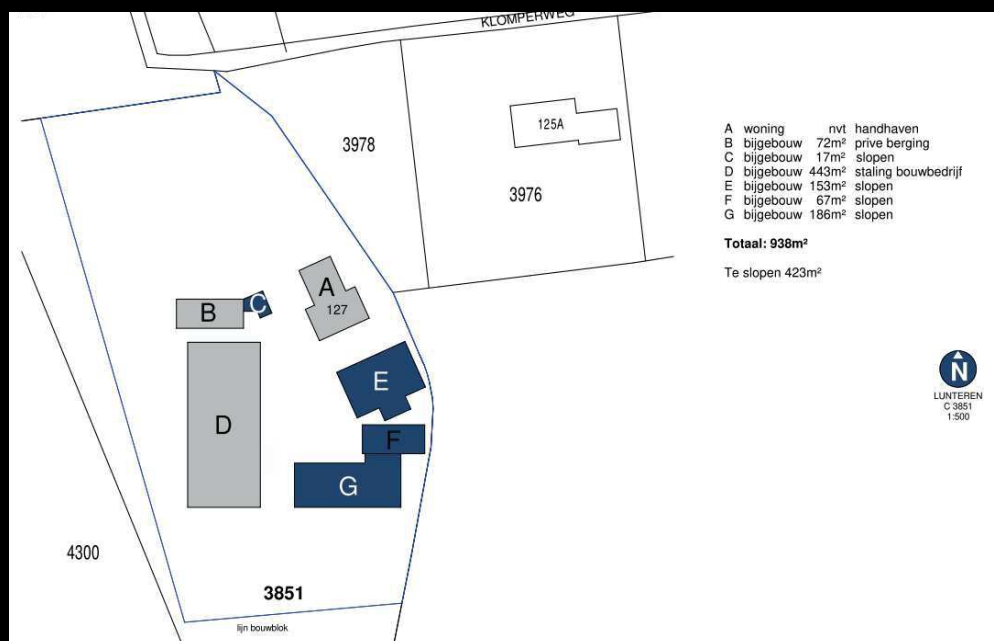 KLOMPERWEG
125A
3978
3976
A woning nvt handhaven
B bijgebouw 72m² prive berging
C bijgebouw 17m² slopen
D bijgebouw 443m² staling bouwbedrijf
E bijgebouw 153m² slopen
F bijgebouw 67m² slopen
G bijgebouw 186m² slopen
Totaal: 938m²
Te slopen 423m²
A
127
B
C
D
E
F
G
N
LUNTEREN
C 3851
1:500
4300
3851
lijn bouwblok